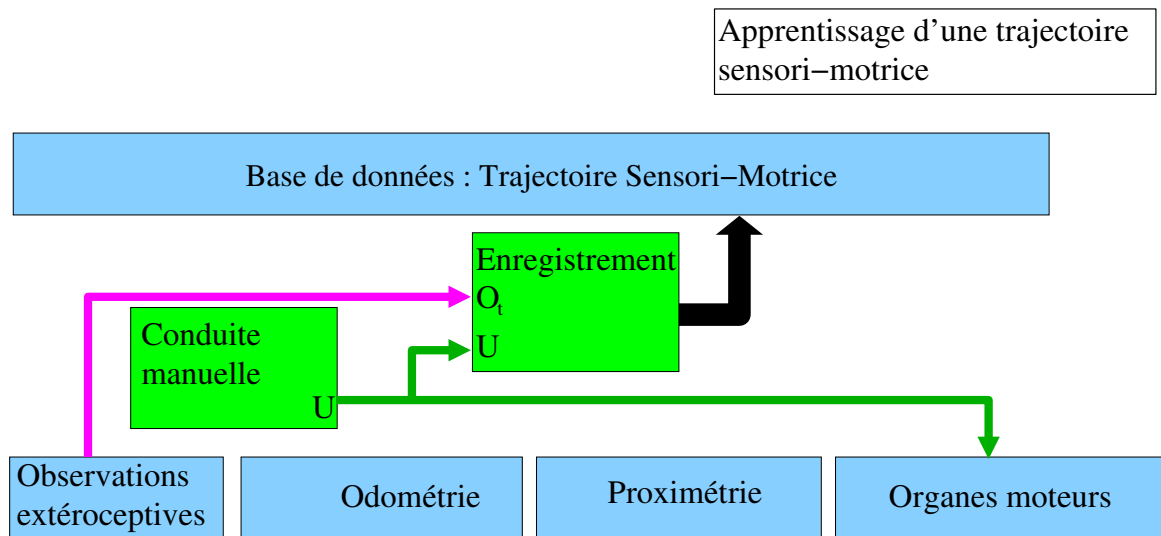 Apprentissage d’une trajectoire
sensori−motrice
Base de données : Trajectoire Sensori−Motrice
Enregistrement
Ot
U
Conduite
manuelle
U
Observations
extéroceptives
Odométrie
Proximétrie
Organes moteurs